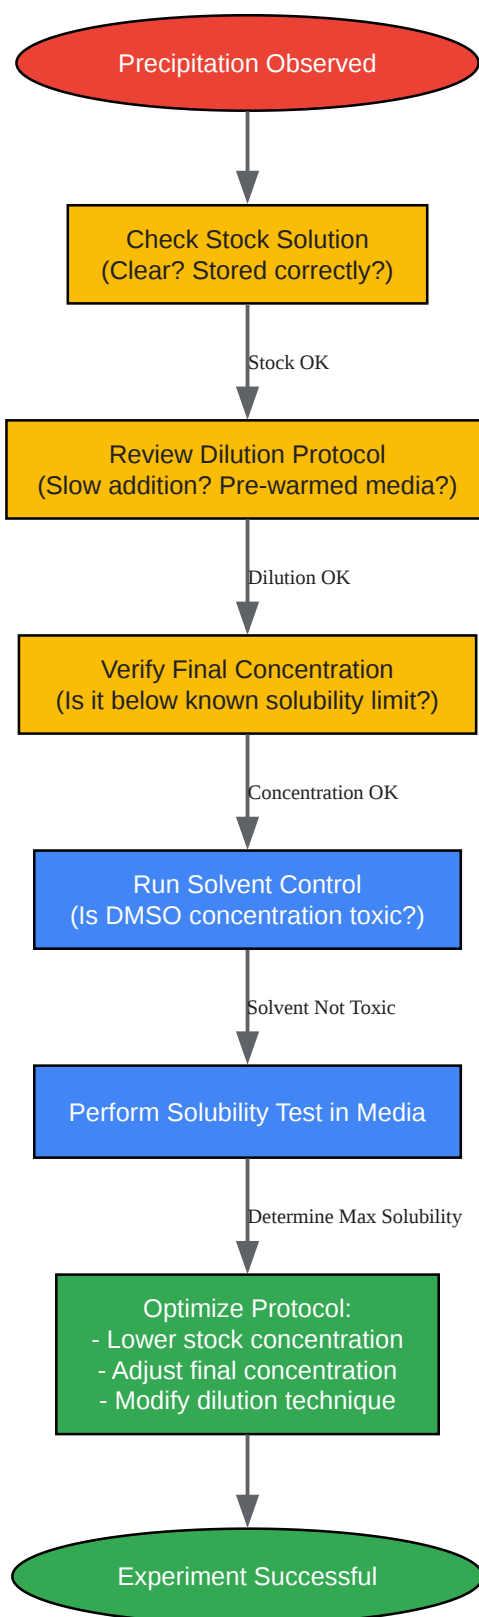 Precipitation Observed
Check Stock Solution
(Clear? Stored correctly?)
Stock OK
Review Dilution Protocol
(Slow addition? Pre-warmed media?)
Dilution OK
Verify Final Concentration
(Is it below known solubility limit?)
Concentration OK
Run Solvent Control
(Is DMSO concentration toxic?)
Solvent Not Toxic
Perform Solubility Test in Media
Determine Max Solubility
Optimize Protocol:
- Lower stock concentration
- Adjust final concentration
- Modify dilution technique
Experiment Successful